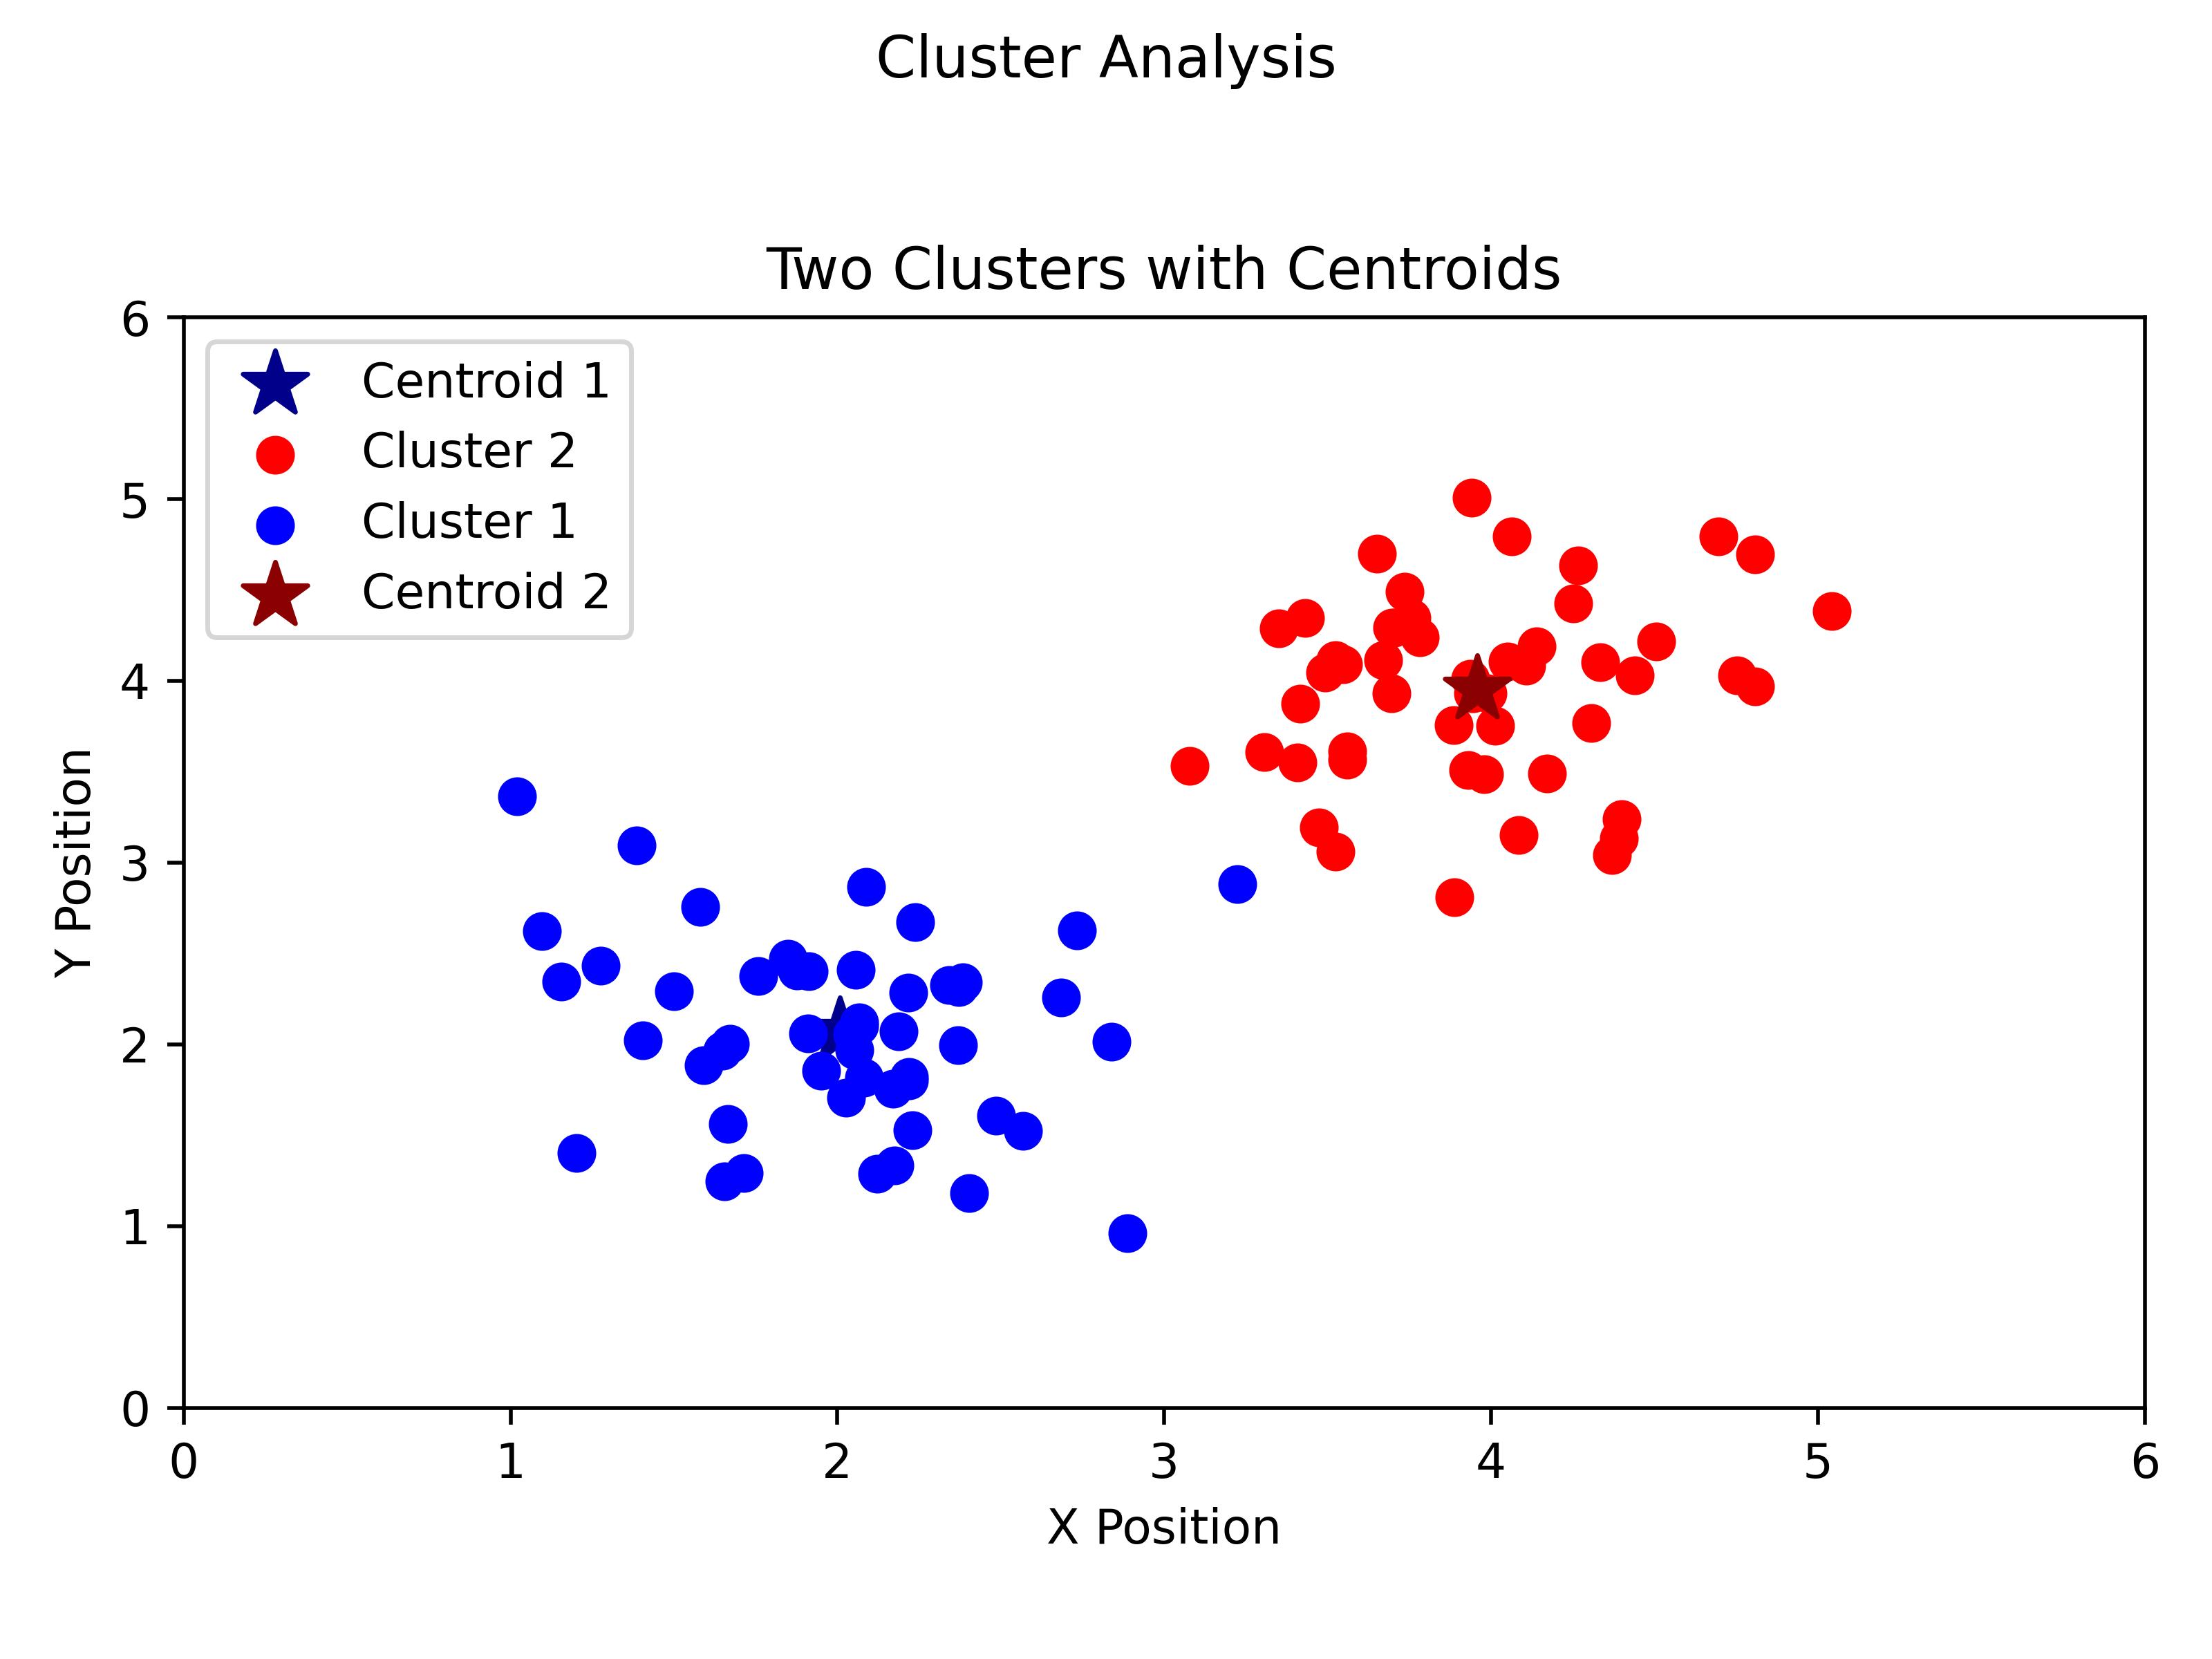 Cluster Analysis
Two Clusters with Centroids
Centroid 1
Cluster 2
Cluster 1
Centroid 2
Y Position
6
5
4
3
2
1
0
0 1 2 3 4 5 6
X Position